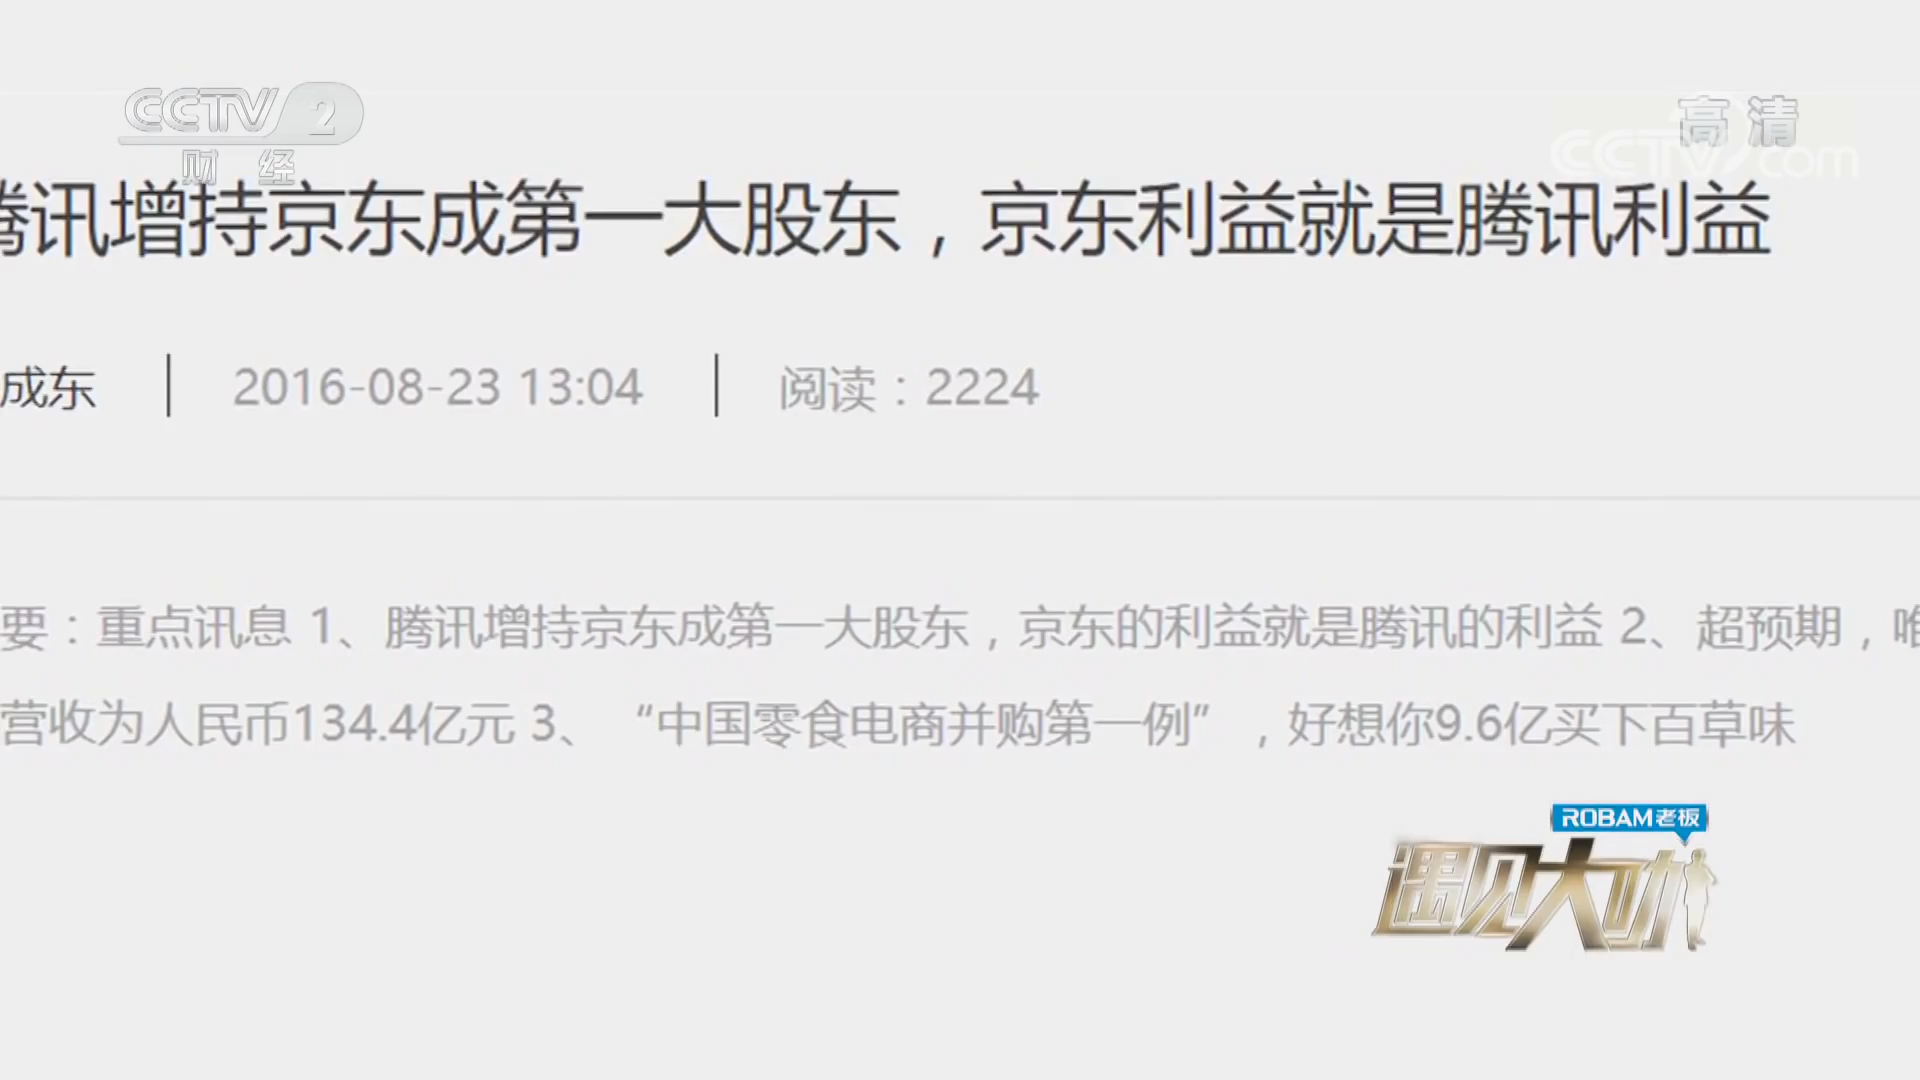 CCTV 2
财 经
高清
CCTV.com
腾讯增持京东成第一大股东，京东利益就是腾讯利益
成东 | 2016-08-23 13:04 | 阅读：2224
要：重点讯息 1、腾讯增持京东成第一大股东，京东的利益就是腾讯的利益 2、超预期，唯
营收为人民币134.4亿元 3、“中国零食电商并购第一例”，好想你9.6亿买下百草味
ROBAM老板
遇见大咖